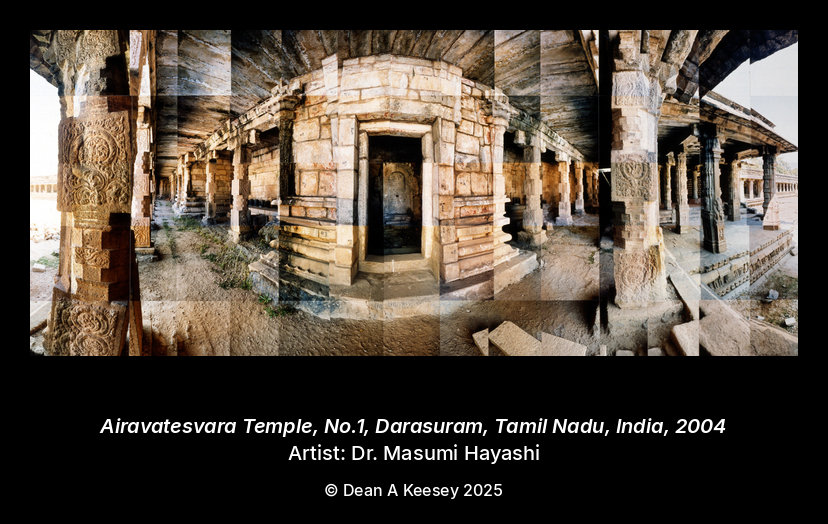 Airavatesvara Temple, No.1, Darasuram, Tamil Nadu, India, 2004
Artist: Dr. Masumi Hayashi
© Dean A Keesey 2025